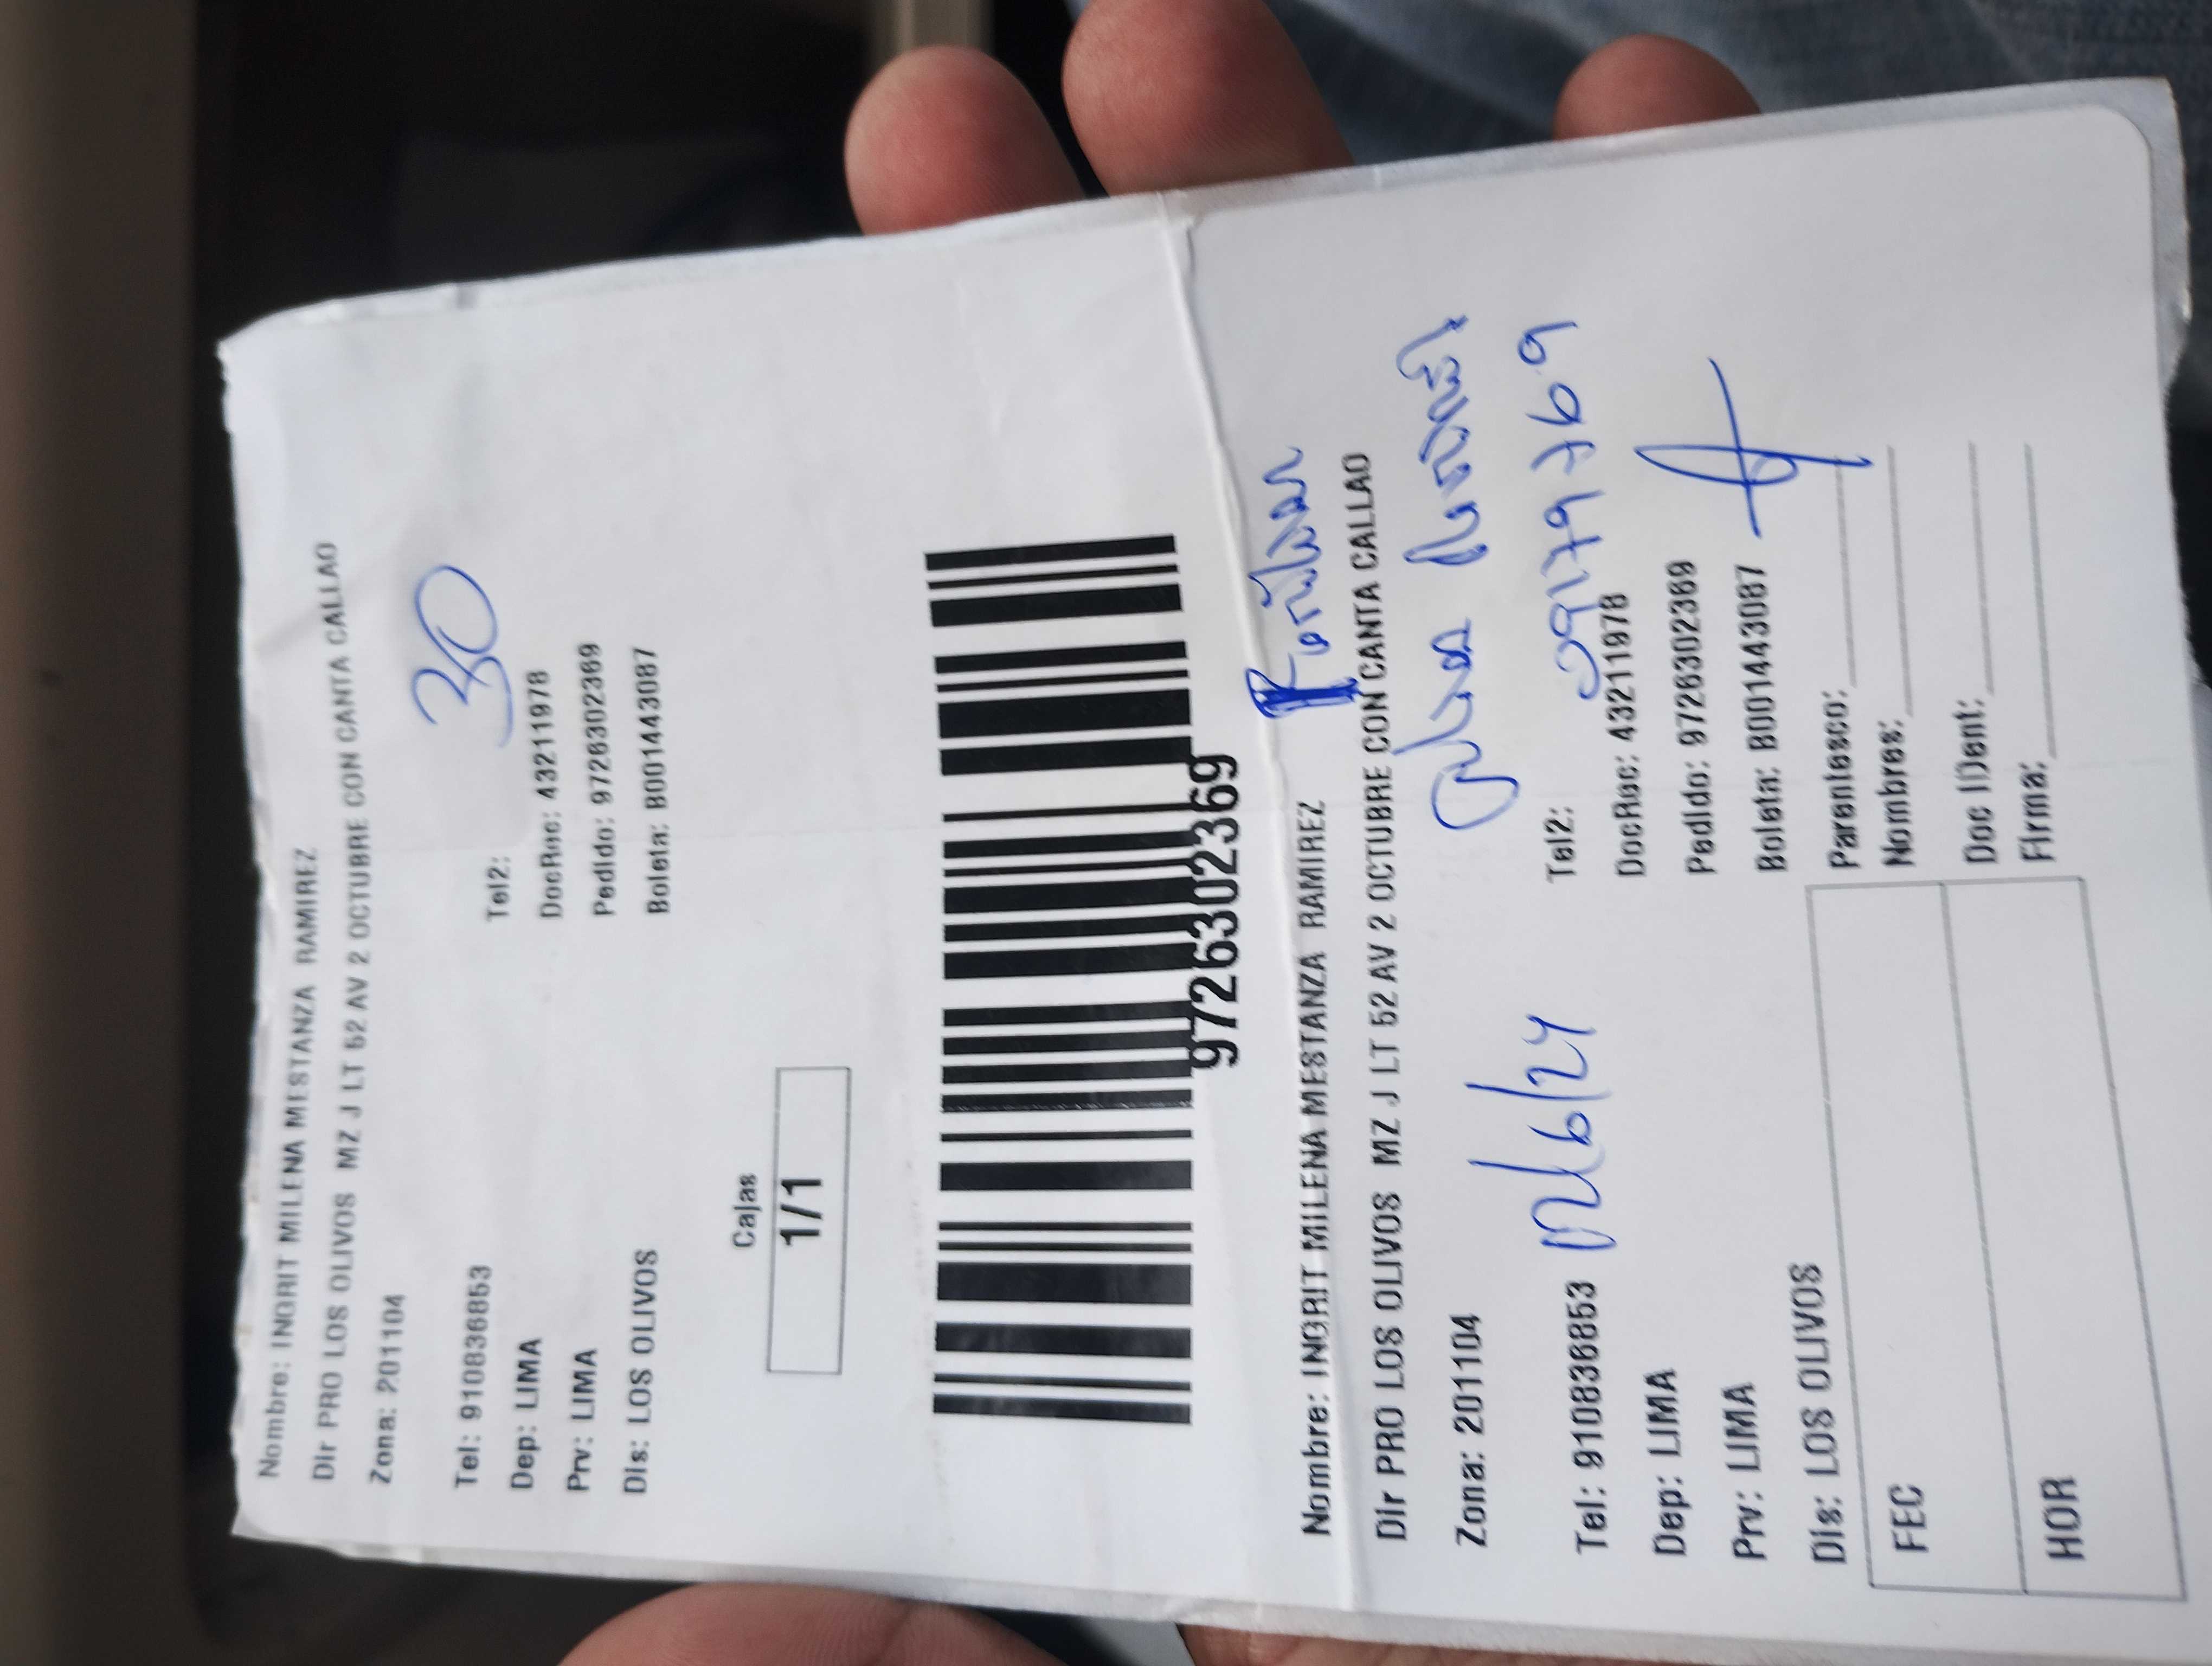 Nombre: INGRIT MILENA MESTANZA RAMIREZ
Dir PRO LOS OLIVOS MZ J LT 52 AV 2 OCTUBRE CON CANTA CALLAO
Zona: 201104
30
Tel: 910836853 Tel2:
Dep: LIMA DocRec: 43211978
Prv: LIMA Pedido: 9726302369
Dis: LOS OLIVOS Boleta: B001443087
Cajas
1/1
9726302369
Familiar
Nombre: INGRIT MILENA MESTANZA RAMIREZ
Dir PRO LOS OLIVOS MZ J LT 52 AV 2 OCTUBRE CON CANTA CALLAO
Zona: 201104
Tel: 910836853 Tel2:
Dep: LIMA DocRec: 43211978
Prv: LIMA Pedido: 9726302369
Dis: LOS OLIVOS Boleta: B001443087
FEC Parentesco:
Nombres:
HOR Doc IDent:
Firma: